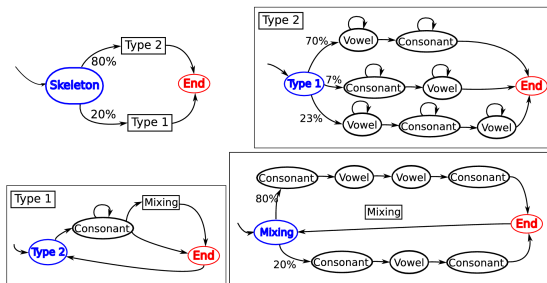 Type 2
80%
Skeleton
End
20%
Type 1
Type 2
70%
Vowel
Consonant
Type 1
7%
Consonant
Vowel
End
23%
Vowel
Consonant
Vowel
Type 1
Mixing
Consonant
Type 2
End
Consonant
Vowel
Vowel
Consonant
80%
Mixing
Mixing
End
20%
Consonant
Vowel
Consonant